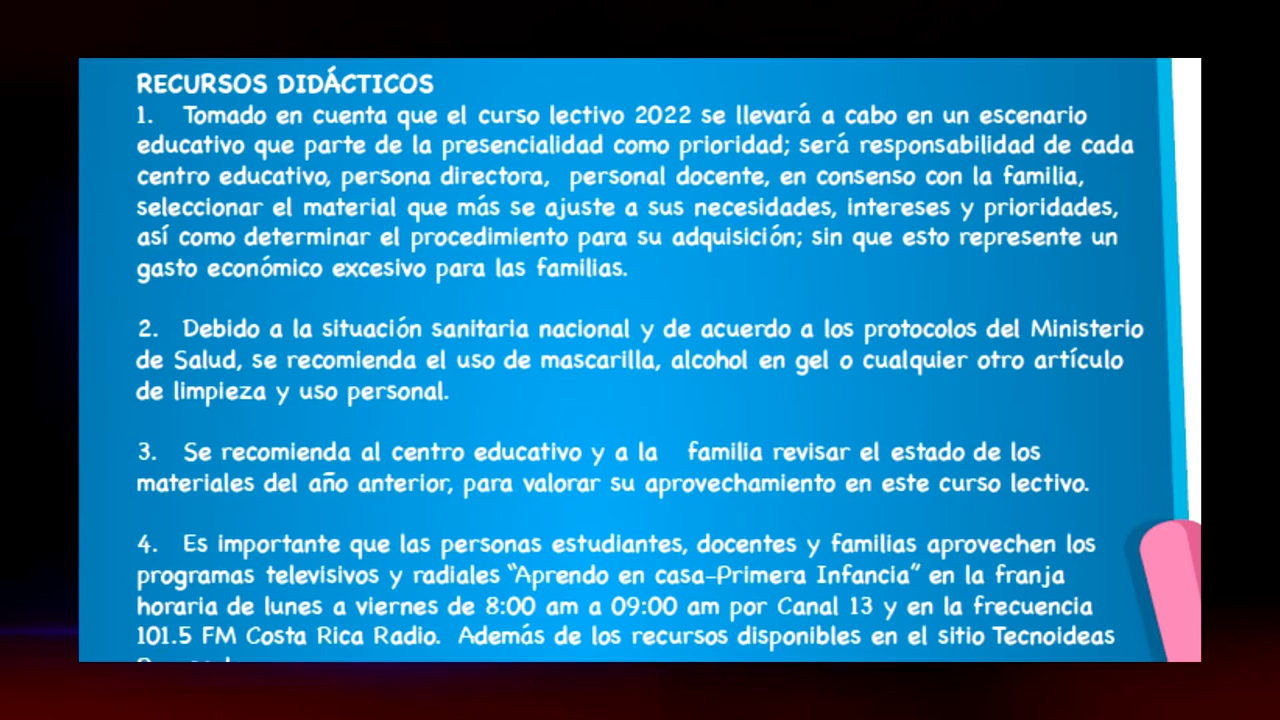 RECURSOS DIDÁCTICOS
1. Tomado en cuenta que el curso lectivo 2022 se llevará a cabo en un escenario
educativo que parte de la presencialidad como prioridad; será responsabilidad de cada
centro educativo, persona directora, personal docente, en consenso con la familia,
seleccionar el material que más se ajuste a sus necesidades, intereses y prioridades,
así como determinar el procedimiento para su adquisición; sin que esto represente un
gasto económico excesivo para las familias.
2. Debido a la situación sanitaria nacional y de acuerdo a los protocolos del Ministerio
de Salud, se recomienda el uso de mascarilla, alcohol en gel o cualquier otro artículo
de limpieza y uso personal.
3. Se recomienda al centro educativo y a la familia revisar el estado de los
materiales del año anterior, para valorar su aprovechamiento en este curso lectivo.
4. Es importante que las personas estudiantes, docentes y familias aprovechen los
programas televisivos y radiales “Aprendo en casa-Primera Infancia” en la franja
horaria de lunes a viernes de 8:00 am a 09:00 am por Canal 13 y en la frecuencia
101.5 FM Costa Rica Radio. Además de los recursos disponibles en el sitio Tecnoideas